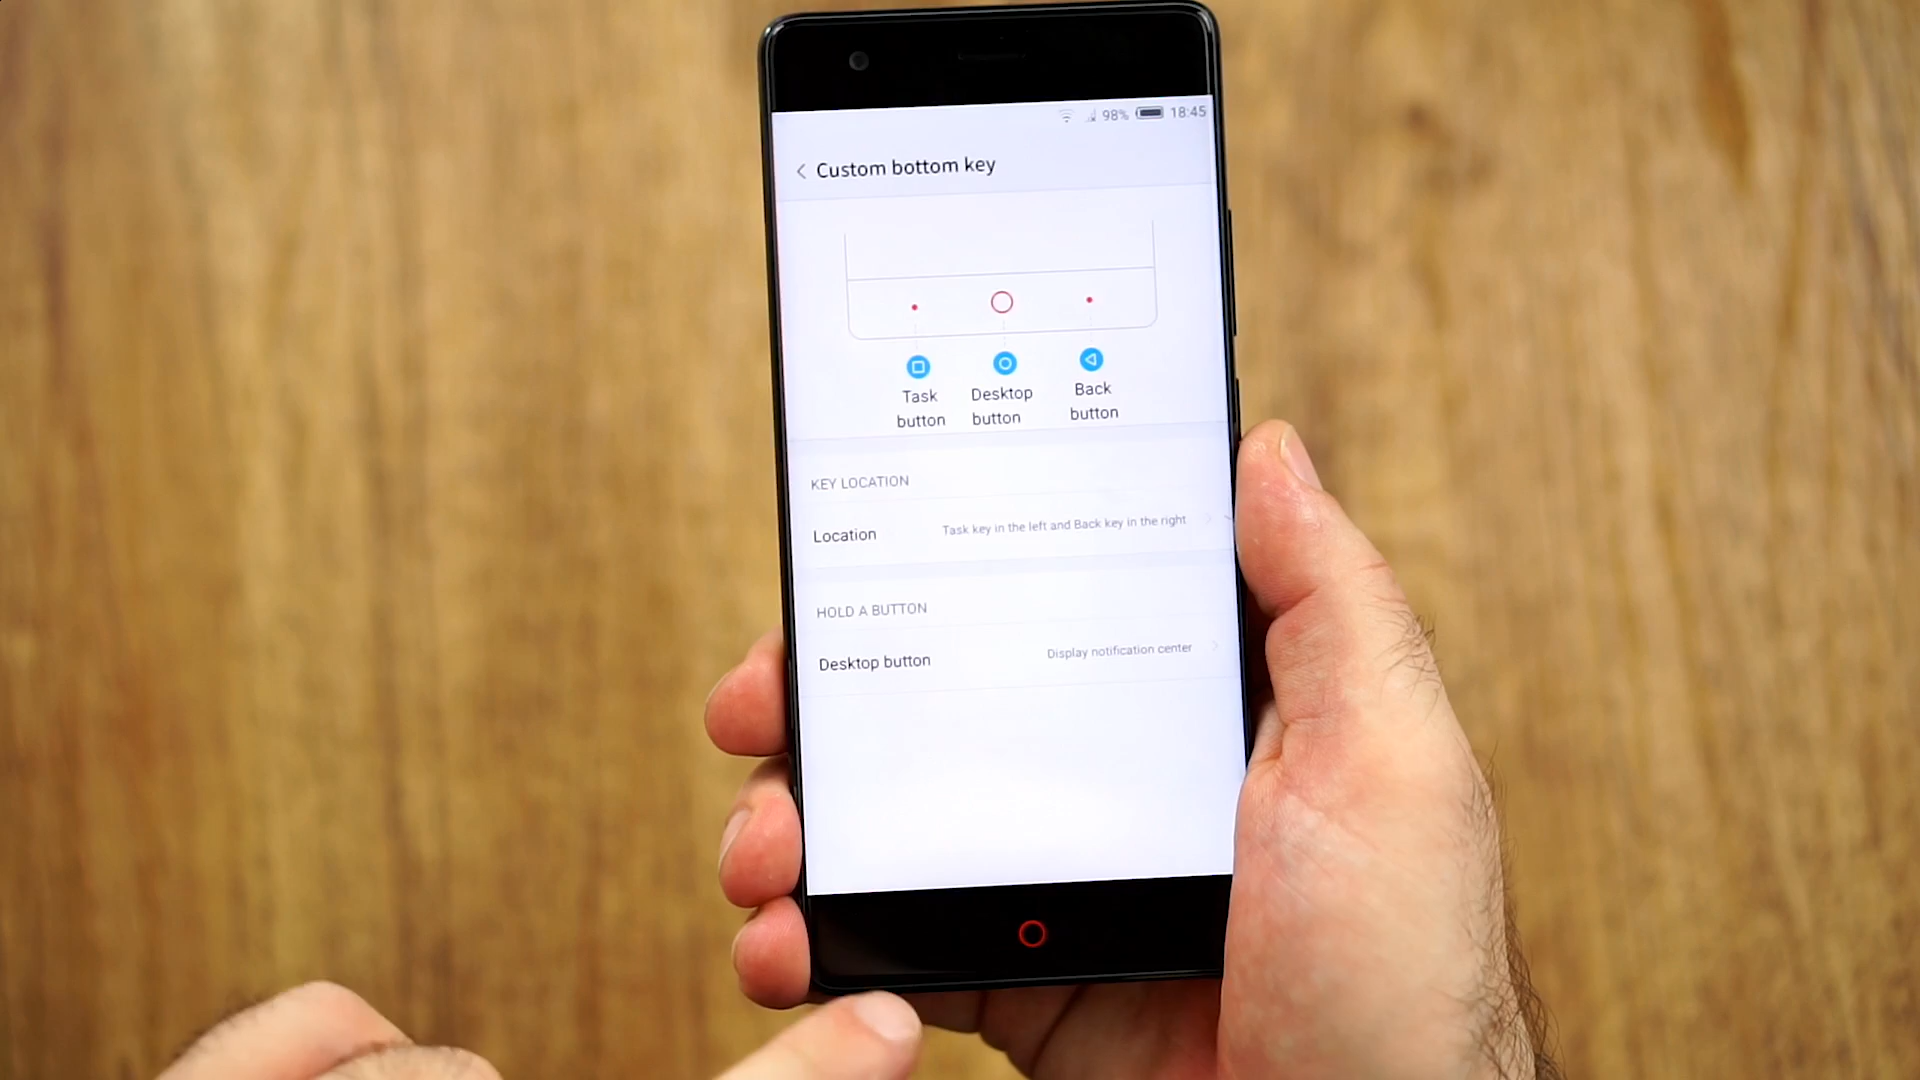 98% 18:45
Custom bottom key
Task button
Desktop button
Back button
KEY LOCATION
Location Task key in the left and Back key in the right
HOLD A BUTTON
Desktop button Display notification center